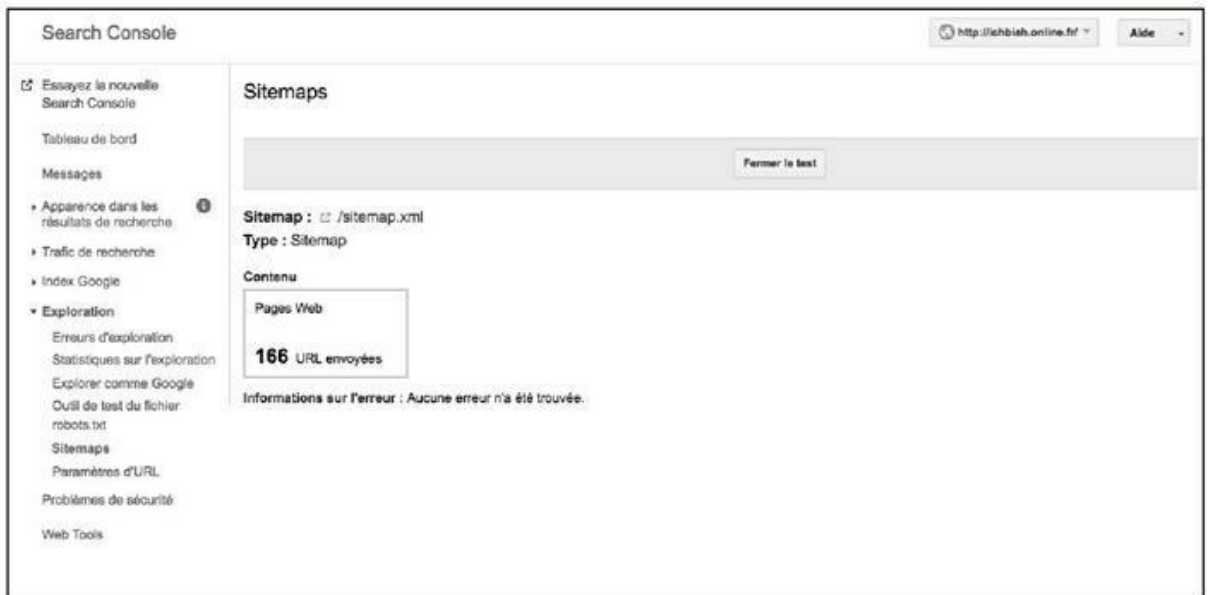 Search Console
http://ichbiah.online.fr/
Aide
Essayez la nouvelle
Search Console
Tableau de bord
Messages
Apparence dans les
résultats de recherche
Trafic de recherche
Index Google
Exploration
Erreurs d'exploration
Statistiques sur l'exploration
Explorer comme Google
Outil de test du fichier
robots.txt
Sitemaps
Paramètres d'URL
Problèmes de sécurité
Web Tools
Sitemaps
Fermer le test
Sitemap : /sitemap.xml
Type : Sitemap
Contenu
Pages Web
166 URL envoyées
Informations sur l'erreur : Aucune erreur n'a été trouvée.